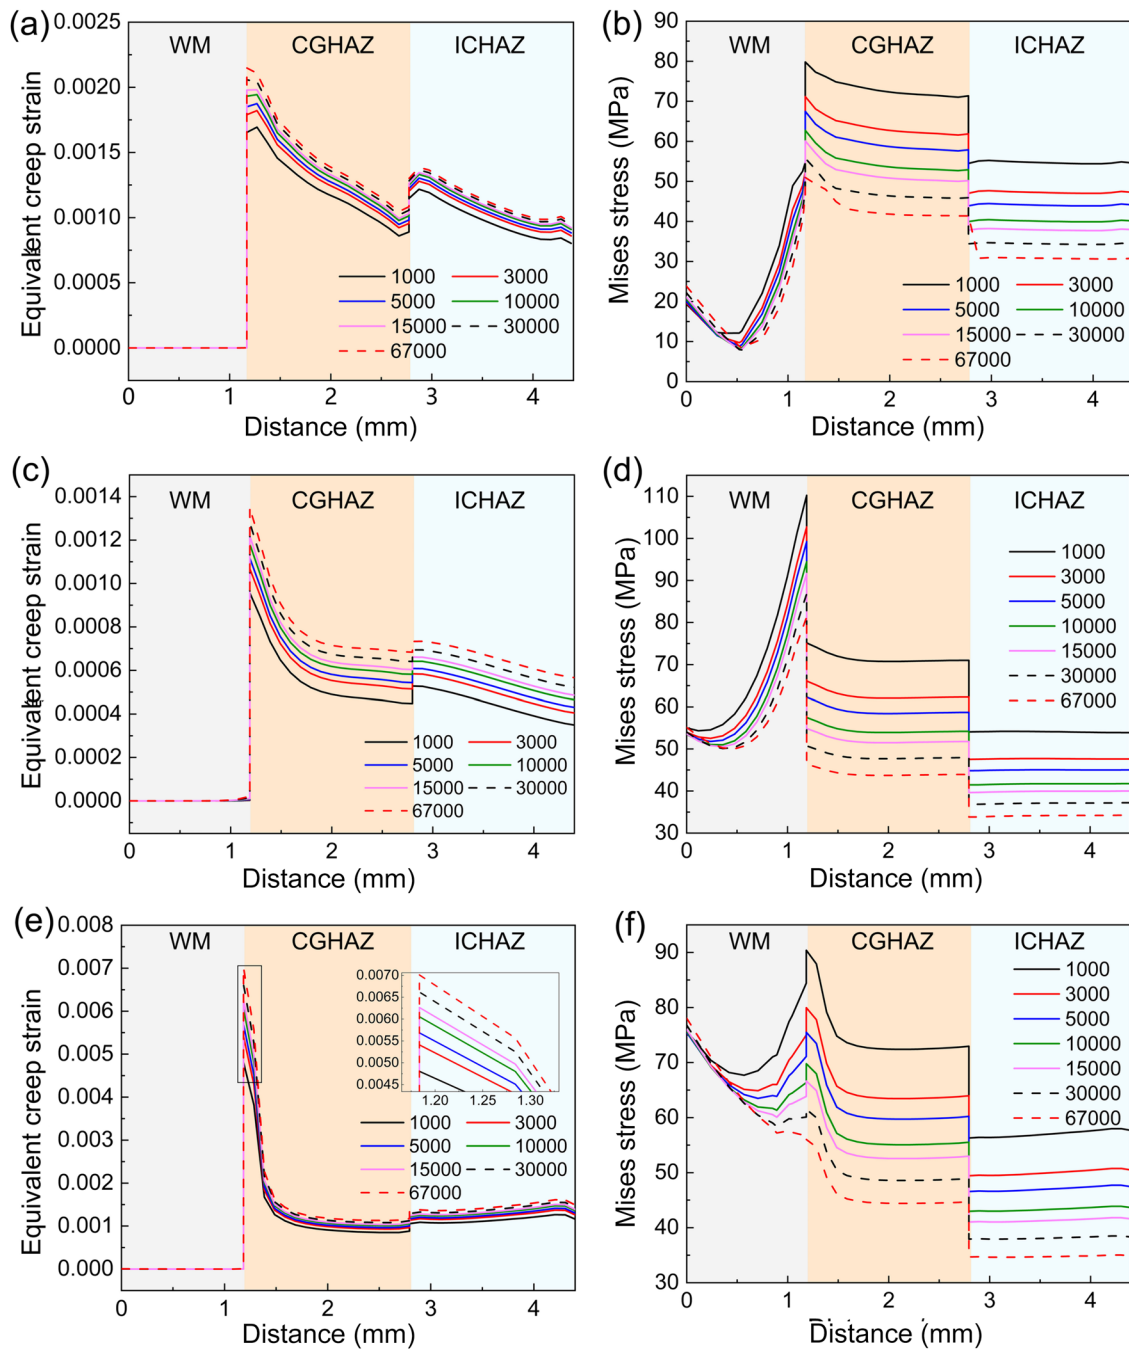 (a)
0.0025
0.0020
0.0015
0.0010
0.0005
0.0000
Equivalent creep strain
WM CGHAZ ICHAZ
1000 3000
5000 10000
15000 30000
67000
0 1 2 3 4
Distance (mm)
(b)
90
80
70
60
50
40
30
20
10
0
Mises stress (MPa)
WM CGHAZ ICHAZ
1000 3000
5000 10000
15000 30000
67000
0 1 2 3 4
Distance (mm)
(c)
0.0014
0.0012
0.0010
0.0008
0.0006
0.0004
0.0002
0.0000
Equivalent creep strain
WM CGHAZ ICHAZ
1000 3000
5000 10000
15000 30000
67000
0 1 2 3 4
Distance (mm)
(d)
110
100
90
80
70
60
50
40
30
Mises stress (MPa)
WM CGHAZ ICHAZ
1000
3000
5000
10000
15000
30000
67000
0 1 2 3 4
Distance (mm)
(e)
0.008
0.007
0.006
0.005
0.004
0.003
0.002
0.001
0.000
Equivalent creep strain
WM CGHAZ ICHAZ
0.0070
0.0065
0.0060
0.0055
0.0050
0.0045
1.20 1.25 1.30
1000 3000
5000 10000
15000 30000
67000
0 1 2 3 4
Distance (mm)
(f)
90
80
70
60
50
40
30
Mises stress (MPa)
WM CGHAZ ICHAZ
1000
3000
5000
10000
15000
30000
67000
0 1 2 3 4
Distance (mm)